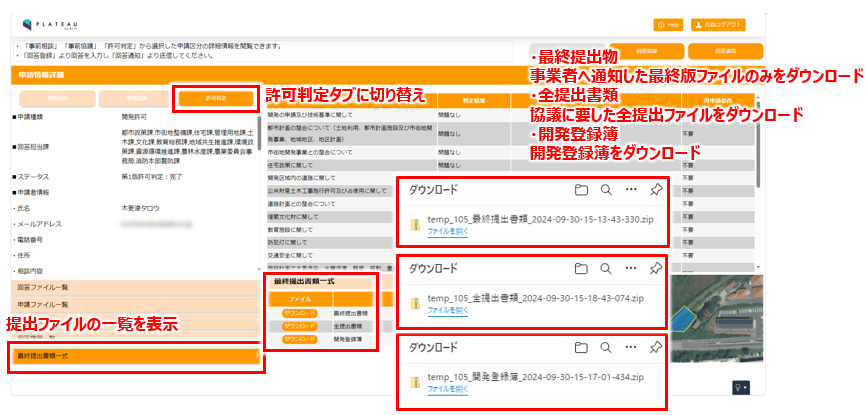 PLATEAU
by MLIT
Help
行政ログアウト
・「事前相談」「事前協議」「許可判定」から選択した申請区分の詳細情報を閲覧できます。
・「回答登録」より回答を入力し「回答通知」より送信してください。
回答登録
回答通知
・最終提出物
事業者へ通知した最終版ファイルのみをダウンロード
・全提出書類
協議に要した全提出ファイルをダウンロード
・開発登録簿
開発登録簿をダウンロード
申請情報詳細
事前相談
事前協議
許可判定
許可判定タブに切り替え
■申請種類
開発許可
■回答担当課
都市政策課,市街地整備課,住宅課,管理用地課,土
木課,文化課,教育総務課,地域共生推進課,環境政
策課,資源循環推進課,農林水産課,農業委員会事
務局,消防本部警防課
■ステータス
第1版許可判定:完了
■申請者情報
・氏名
木更津タロウ
・メールアドレス
・電話番号
・住所
・相談内容
判定結果
再申請要否
開発の申請及び技術基準に関して
問題なし
都市計画の整合について（土地利用、都市計画施設及び市街地開
発事業、地域地区、地区計画）
問題なし
不要
市街地開発事業との整合について
問題なし
不要
住宅政策に関して
問題なし
不要
開発区域内の道路に関して
不要
公共財産土木工事施行許可及び占使用に関して
不要
道路計画との整合について
不要
埋蔵文化財に関して
不要
教育施設に関して
不要
防犯灯に関して
不要
交通安全に関して
不要
回答ファイル一覧
申請ファイル一覧
提出ファイルの一覧を表示
最終提出書類一式
最終提出書類一式
ファイル
ダウンロード
最終提出書類
ダウンロード
全提出書類
ダウンロード
開発登録簿
ダウンロード
temp_105_最終提出書類_2024-09-30-15-13-43-330.zip
ファイルを開く
ダウンロード
temp_105_全提出書類_2024-09-30-15-18-43-074.zip
ファイルを開く
ダウンロード
temp_105_開発登録簿_2024-09-30-15-17-01-434.zip
ファイルを開く